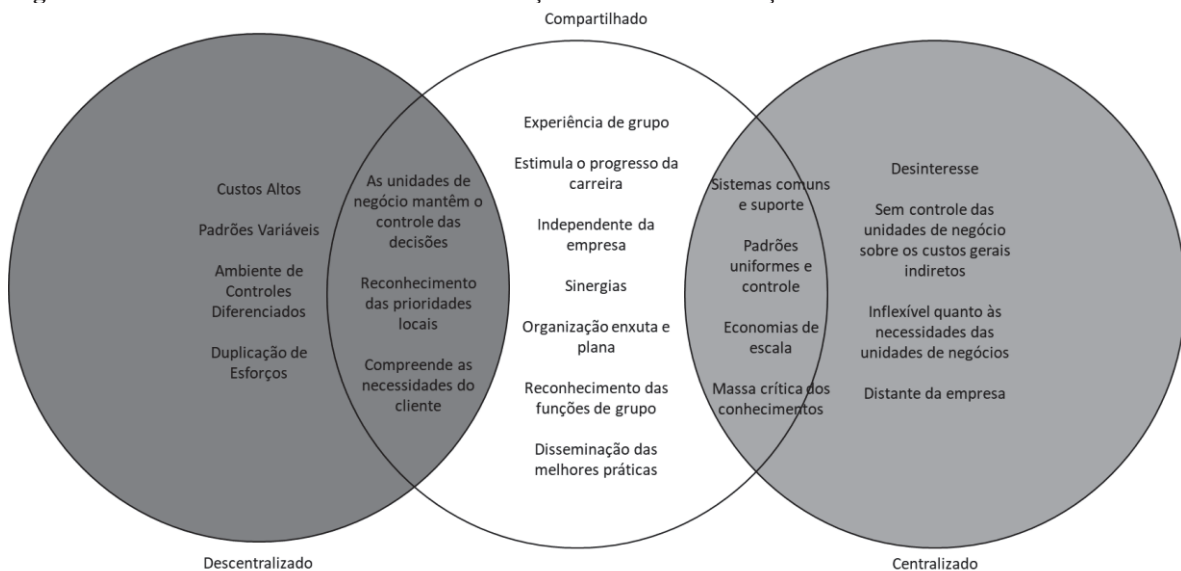 Compartilhado
Custos Altos
Padrões Variáveis
Ambiente de
Controles
Diferenciados
Duplicação de
Esforços
As unidades de
negócio mantêm o
controle das
decisões
Reconhecimento
das prioridades
locais
Compreende as
necessidades do
cliente
Experiência de grupo
Estimula o progresso da
carreira
Independente da
empresa
Sinergias
Organização enxuta e
plana
Reconhecimento das
funções de grupo
Disseminação das
melhores práticas
Sistemas comuns
e suporte
Padrões
uniformes e
controle
Economias de
escala
Massa crítica dos
conhecimentos
Desinteresse
Sem controle das
unidades de negócio
sobre os custos gerais
indiretos
Inflexível quanto às
necessidades das
unidades de negócios
Distante da empresa
Descentralizado
Centralizado